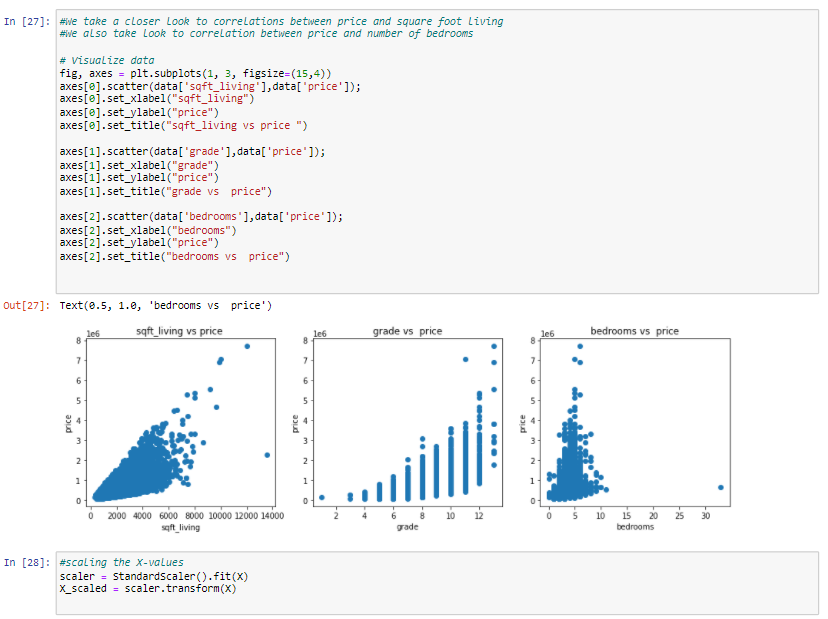 In [27]: #We take a closer look to correlations between price and square foot living
#We also take look to correlation between price and number of bedrooms
# Visualize data
fig, axes = plt.subplots(1, 3, figsize=(15,4))
axes[0].scatter(data['sqft_living'],data['price']);
axes[0].set_xlabel("sqft_living")
axes[0].set_ylabel("price")
axes[0].set_title("sqft_living vs price ")
axes[1].scatter(data['grade'],data['price']);
axes[1].set_xlabel("grade")
axes[1].set_ylabel("price")
axes[1].set_title("grade vs  price")
axes[2].scatter(data['bedrooms'],data['price']);
axes[2].set_xlabel("bedrooms")
axes[2].set_ylabel("price")
axes[2].set_title("bedrooms vs  price")
Out[27]: Text(0.5, 1.0, 'bedrooms vs  price')
sqft_living vs price
1e6
8
7
6
5
4
3
2
1
0
price
0 2000 4000 6000 8000 10000 12000 14000
sqft_living
grade vs  price
1e6
8
7
6
5
4
3
2
1
0
price
2 4 6 8 10 12
grade
bedrooms vs  price
1e6
8
7
6
5
4
3
2
1
0
price
0 5 10 15 20 25 30
bedrooms
In [28]: #scaling the X-values
scaler = StandardScaler().fit(X)
X_scaled = scaler.transform(X)